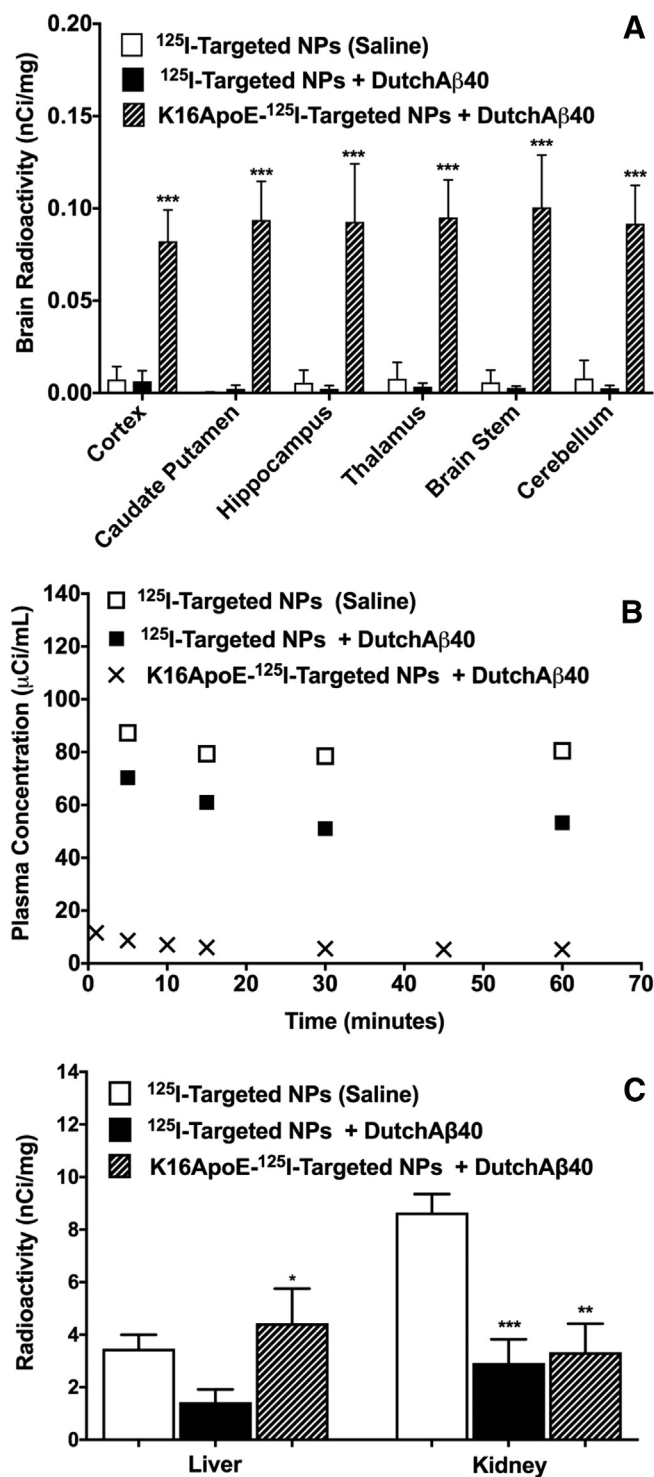 A
¹²⁵I-Targeted NPs (Saline)
¹²⁵I-Targeted NPs + DutchAβ40
K16ApoE-¹²⁵I-Targeted NPs + DutchAβ40
Brain Radioactivity (nCi/mg)
0.20
0.15
0.10
0.05
0.00
*** *** *** *** *** ***
Cortex
Caudate Putamen
Hippocampus
Thalamus
Brain Stem
Cerebellum
B
¹²⁵I-Targeted NPs (Saline)
¹²⁵I-Targeted NPs + DutchAβ40
K16ApoE-¹²⁵I-Targeted NPs + DutchAβ40
Plasma Concentration (μCi/mL)
140
120
100
80
60
40
20
0
0 10 20 30 40 50 60 70
Time (minutes)
C
¹²⁵I-Targeted NPs (Saline)
¹²⁵I-Targeted NPs + DutchAβ40
K16ApoE-¹²⁵I-Targeted NPs + DutchAβ40
Radioactivity (nCi/mg)
14
12
10
8
6
4
2
0
* *** **
Liver Kidney